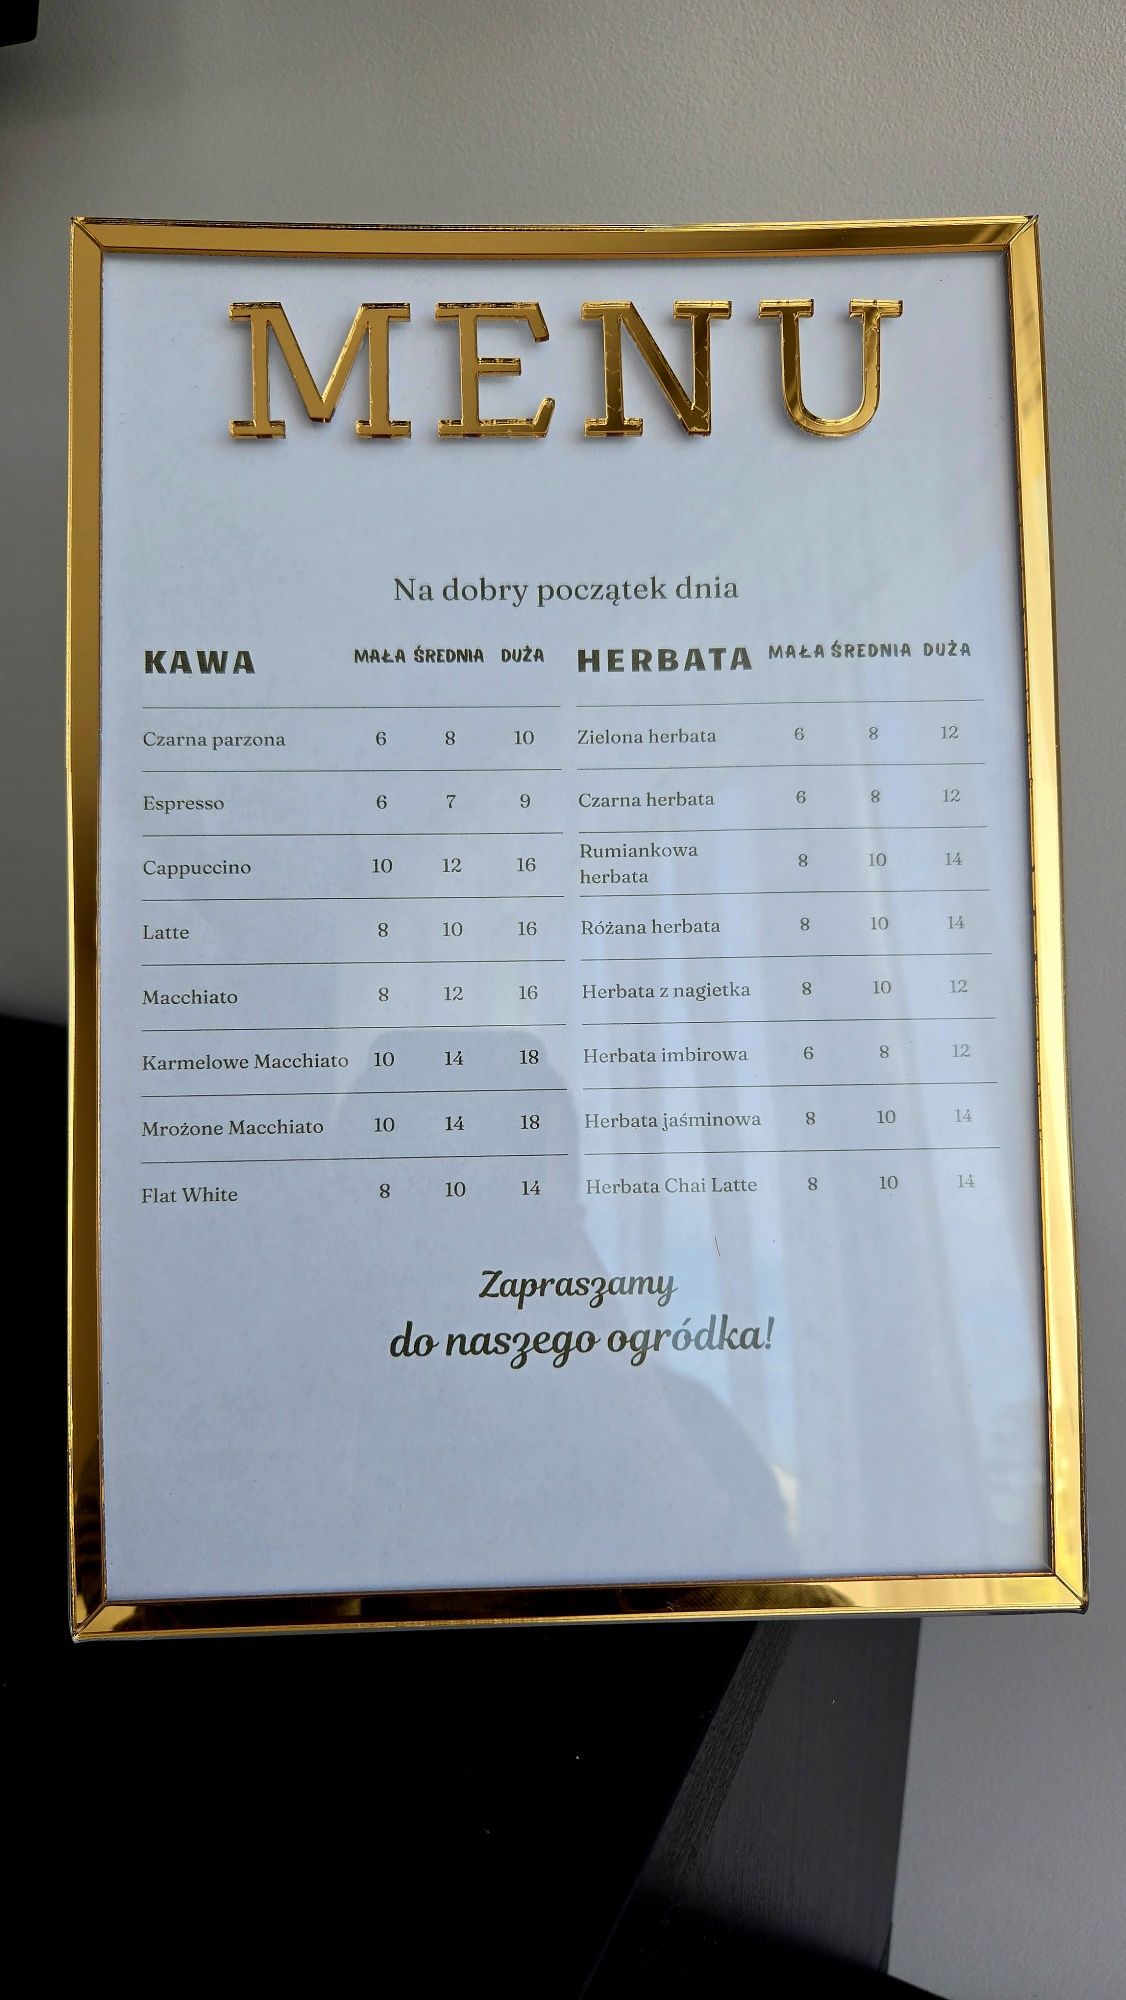 MENU
Na dobry początek dnia
KAWA MAŁA ŚREDNIA DUŻA
Czarna parzona 6 8 10
Espresso 6 7 9
Cappuccino 10 12 16
Latte 8 10 16
Macchiato 8 12 16
Karmelowe Macchiato 10 14 18
Mrożone Macchiato 10 14 18
Flat White 8 10 14
HERBATA MAŁA ŚREDNIA DUŻA
Zielona herbata 6 8 12
Czarna herbata 6 8 12
Rumiankowa
herbata 8 10 14
Różana herbata 8 10 14
Herbata z nagietka 8 10 12
Herbata imbirowa 6 8 12
Herbata jaśminowa 8 10 14
Herbata Chai Latte 8 10 14
Zapraszamy
do naszego ogródka!